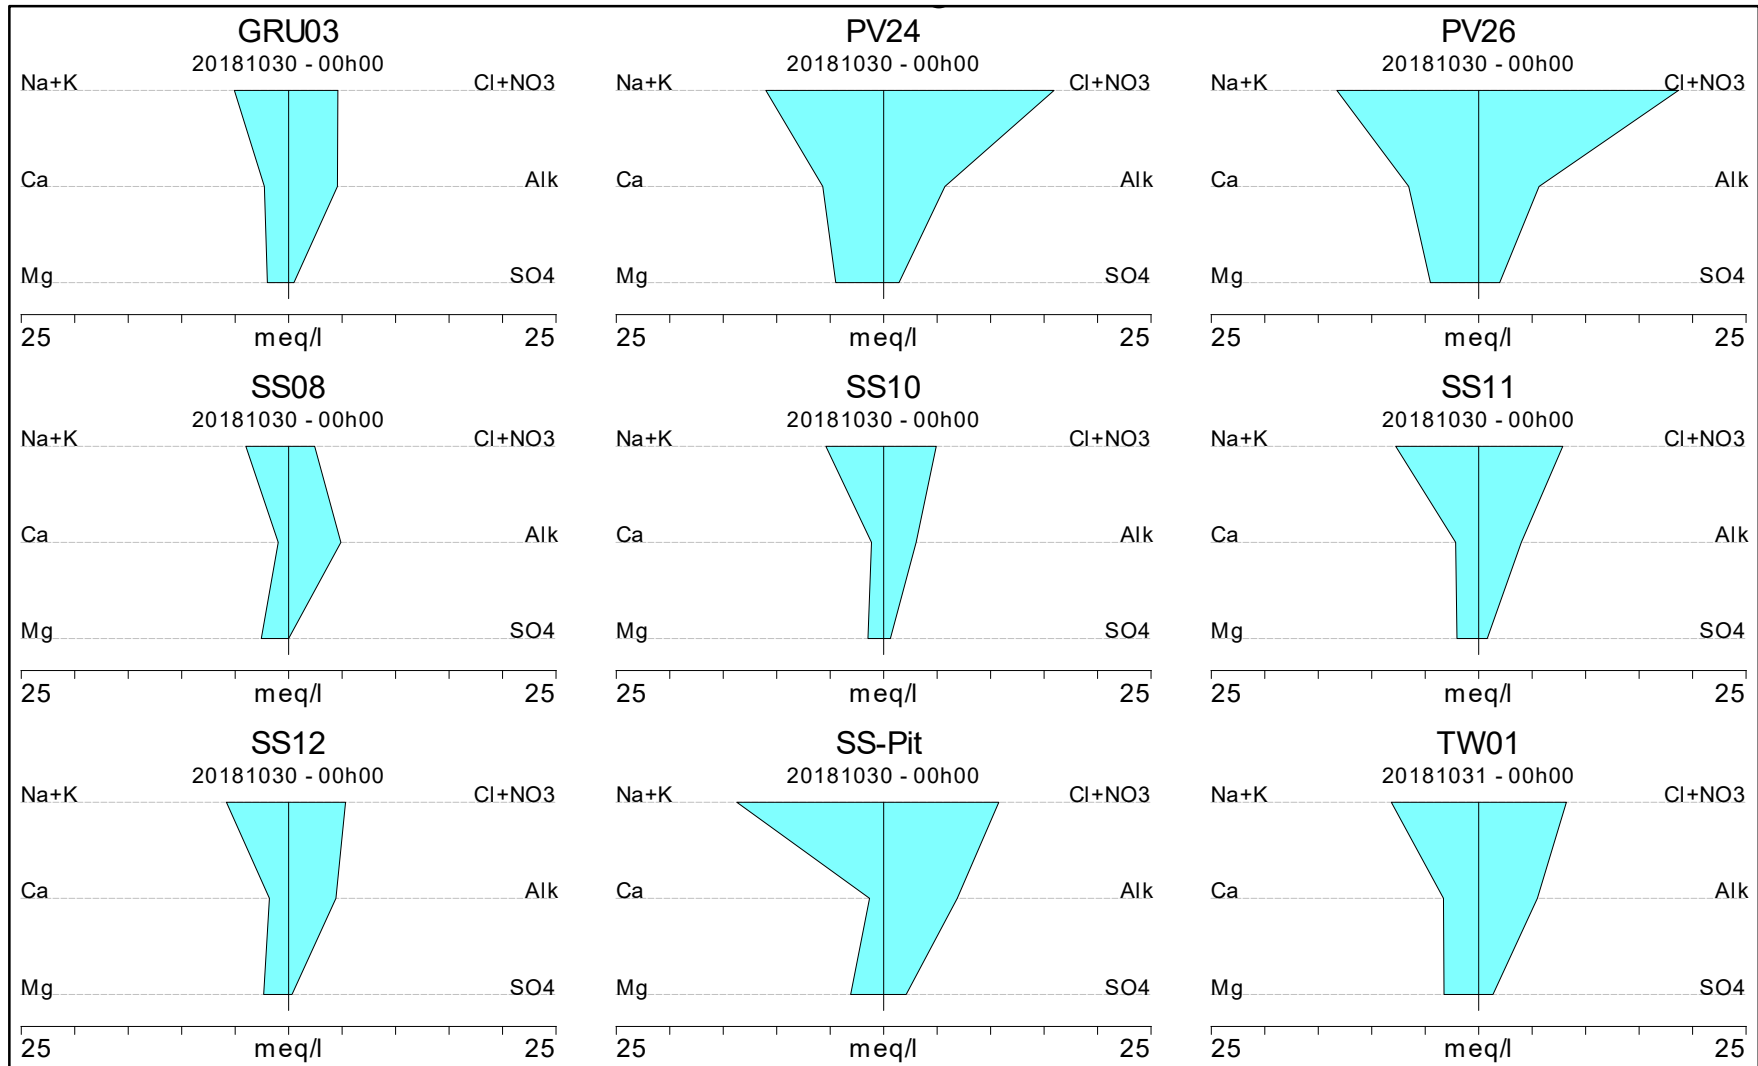 GRU03 PV24 PV26
20181030 - 00h00 20181030 - 00h00 20181030 - 00h00
Na+K Cl+NO3 Na+K Cl+NO3 Na+K Cl+NO3
Ca Alk Ca Alk Ca Alk
Mg SO4 Mg SO4 Mg SO4
25 meq/l 25 25 meq/l 25 25 meq/l 25
SS08 SS10 SS11
20181030 - 00h00 20181030 - 00h00 20181030 - 00h00
Na+K Cl+NO3 Na+K Cl+NO3 Na+K Cl+NO3
Ca Alk Ca Alk Ca Alk
Mg SO4 Mg SO4 Mg SO4
25 meq/l 25 25 meq/l 25 25 meq/l 25
SS12 SS-Pit TW01
20181030 - 00h00 20181030 - 00h00 20181031 - 00h00
Na+K Cl+NO3 Na+K Cl+NO3 Na+K Cl+NO3
Ca Alk Ca Alk Ca Alk
Mg SO4 Mg SO4 Mg SO4
25 meq/l 25 25 meq/l 25 25 meq/l 25